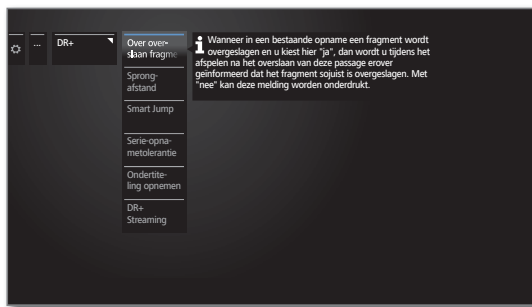 ...
DR+
Over over-
slaan fragme
Sprong-
afstand
Smart Jump
Serie-opna-
metolerantie
Ondertite-
ling opnemen
DR+
Streaming
Wanneer in een bestaande opname een fragment wordt
overgeslagen en u kiest hier "ja", dan wordt u tijdens het
afspelen na het overslaan van deze passage erover
geïnformeerd dat het fragment sojuist is overgeslagen. Met
"nee" kan deze melding worden onderdrukt.